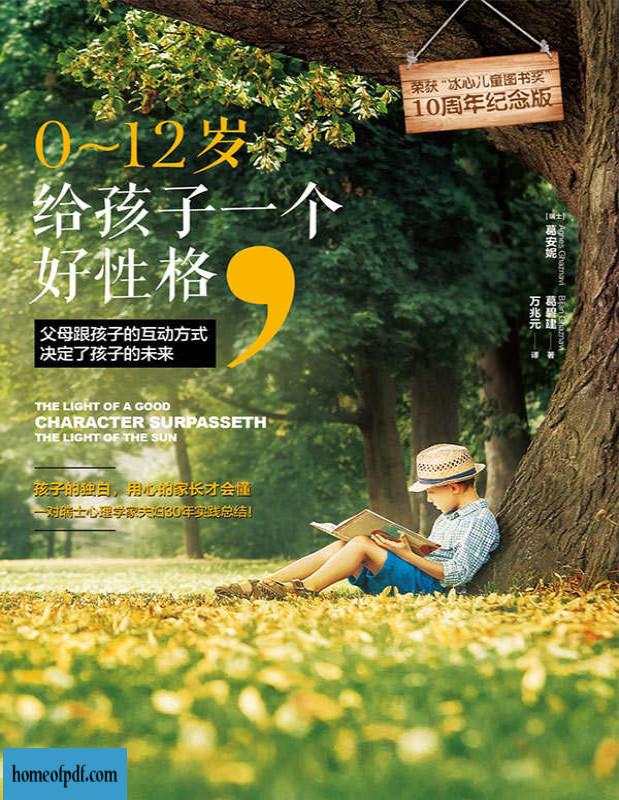 荣获“冰心儿童图书奖”
10周年纪念版
0~12岁
给孩子一个
好性格，
父母跟孩子的互动方式
决定了孩子的未来
[瑞士]
葛安妮
Agnes Ghaznavi
葛碧建
Bijan Ghaznavi
著
万兆元
译
THE LIGHT OF A GOOD
CHARACTER SURPASSETH
THE LIGHT OF THE SUN
孩子的独白，用心的家长才会懂
一对瑞士心理学家夫妇30年实践总结！
homeofpdf.com